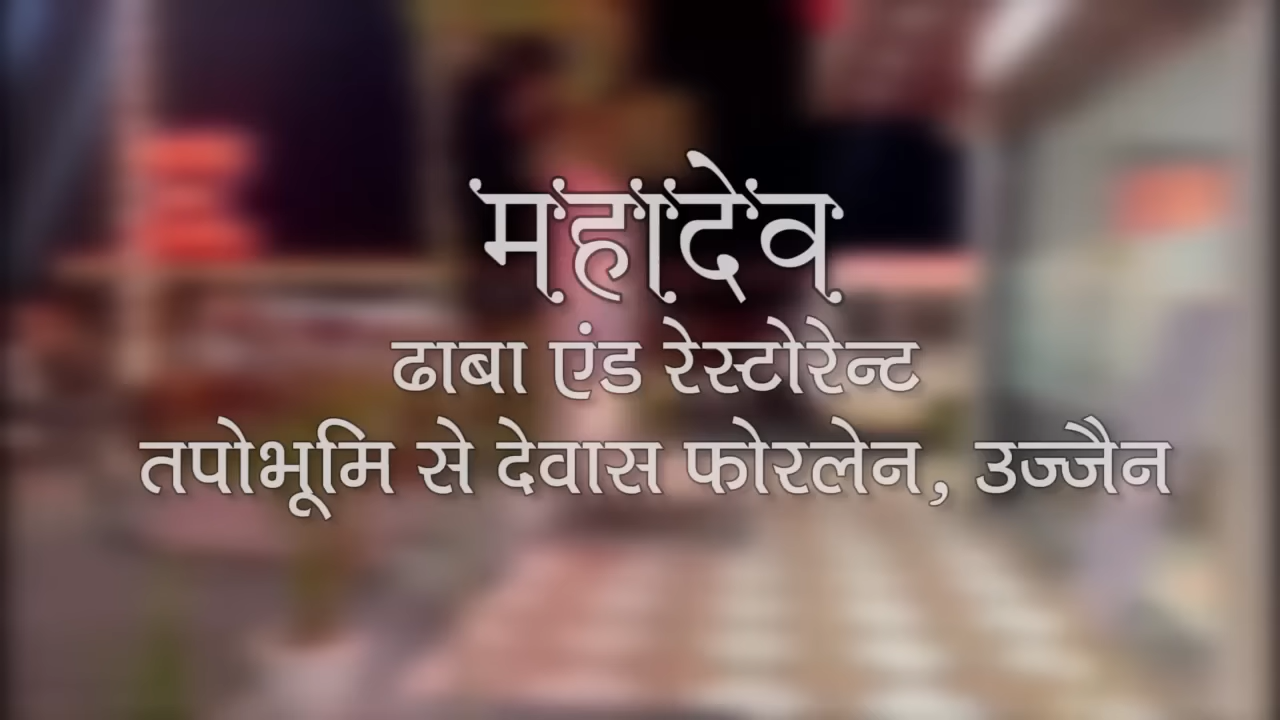 महादेव
ढाबा एंड रेस्टोरेन्ट
तपोभूमि से देवास फोरलेन, उज्जैन